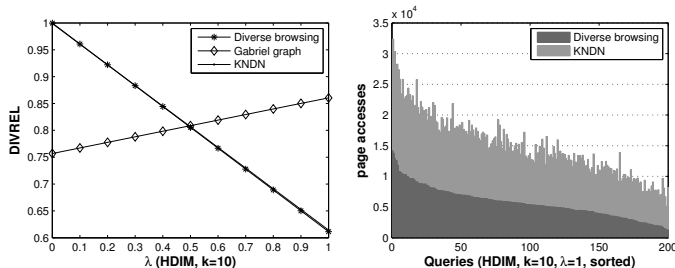 DIVREL
1
0.95
0.9
0.85
0.8
0.75
0.7
0.65
0.6
0 0.1 0.2 0.3 0.4 0.5 0.6 0.7 0.8 0.9 1
λ (HDIM, k=10)
Diverse browsing
Gabriel graph
KNDN
page accesses
x 10⁴
3.5
3
2.5
2
1.5
1
0.5
0
0 50 100 150 200
Queries (HDIM, k=10, λ=1, sorted)
Diverse browsing
KNDN